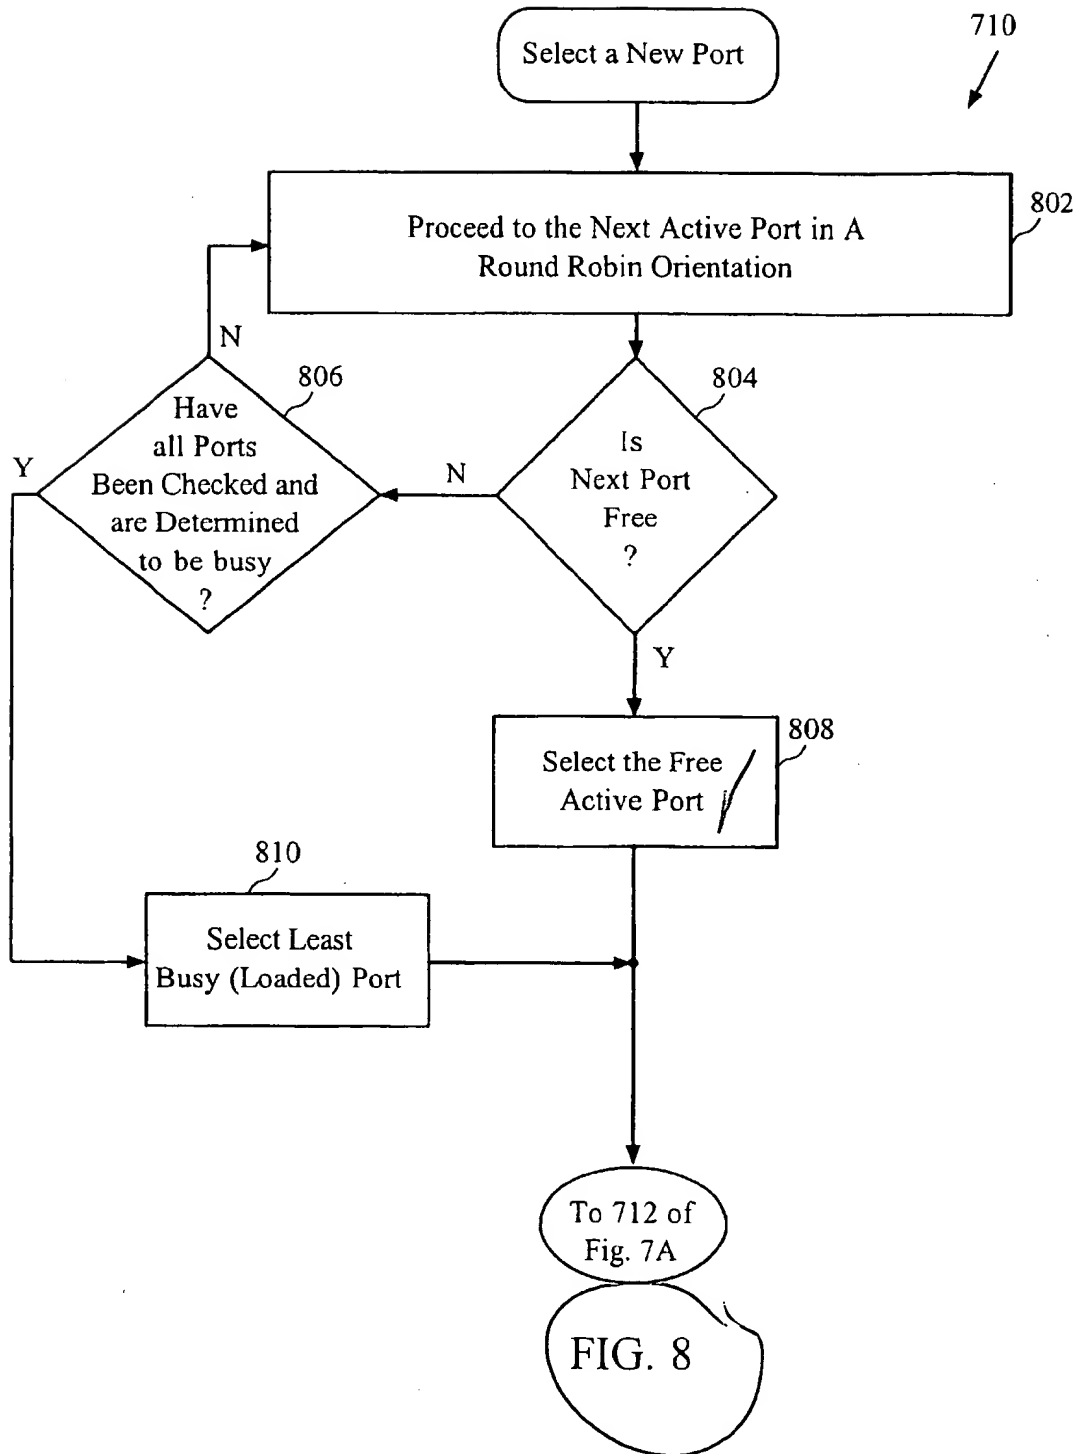 710
Select a New Port
802
Proceed to the Next Active Port in A
Round Robin Orientation
N
806
Have
all Ports
Been Checked and
are Determined
to be busy
?
Y
N
804
Is
Next Port
Free
?
Y
808
Select the Free
Active Port
810
Select Least
Busy (Loaded) Port
To 712 of
Fig. 7A
FIG. 8